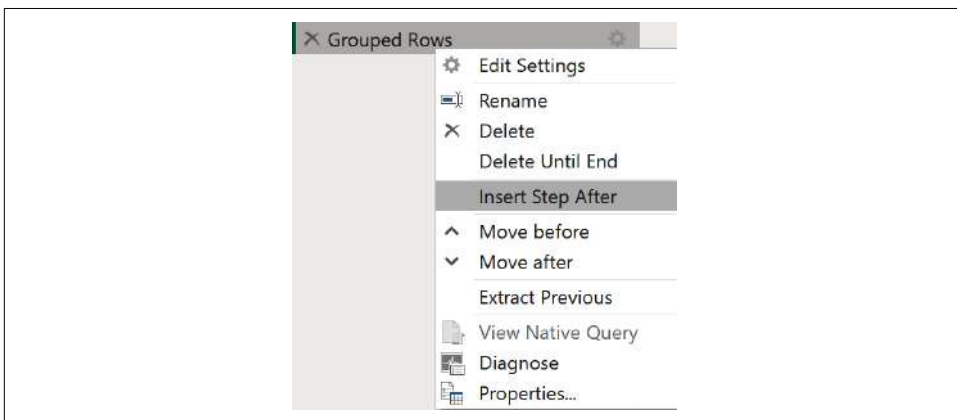 Grouped Rows
Edit Settings
Rename
Delete
Delete Until End
Insert Step After
Move before
Move after
Extract Previous
View Native Query
Diagnose
Properties...